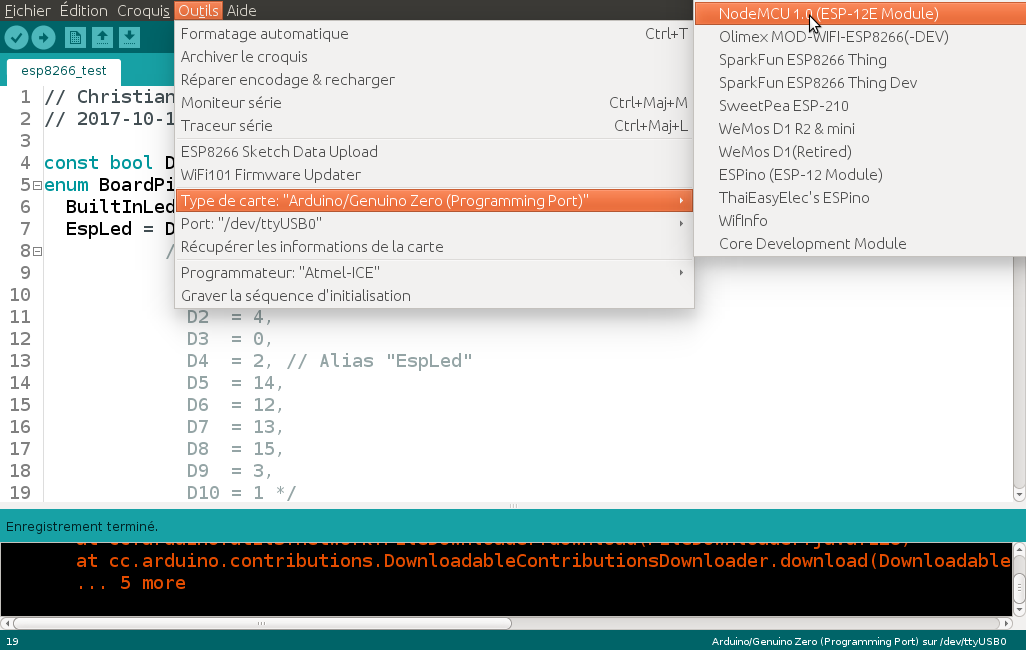 Fichier Édition Croquis Outils Aide
esp8266_test
Formatage automatique Ctrl+T
Archiver le croquis
Réparer encodage & recharger
Moniteur série Ctrl+Maj+M
Traceur série Ctrl+Maj+L
ESP8266 Sketch Data Upload
WiFi101 Firmware Updater
Type de carte: "Arduino/Genuino Zero (Programming Port)"
Port: "/dev/ttyUSB0"
Récupérer les informations de la carte
Programmateur: "Atmel-ICE"
Graver la séquence d'initialisation
NodeMCU 1.0 (ESP-12E Module)
Olimex MOD-WIFI-ESP8266(-DEV)
SparkFun ESP8266 Thing
SparkFun ESP8266 Thing Dev
SweetPea ESP-210
WeMos D1 R2 & mini
WeMos D1(Retired)
ESPino (ESP-12 Module)
ThaiEasyElec's ESPino
WifInfo
Core Development Module
1 // Christian
2 // 2017-10-1
3
4 const bool D
5 enum BoardPi
6 BuiltInLed
7 EspLed = D
8 /
9
10
11 D2 = 4,
12 D3 = 0,
13 D4 = 2, // Alias "EspLed"
14 D5 = 14,
15 D6 = 12,
16 D7 = 13,
17 D8 = 15,
18 D9 = 3,
19 D10 = 1 */
Enregistrement terminé.
at cc.arduino.contributions.DownloadableContributionsDownloader.download(Downloadable
... 5 more
19 Arduino/Genuino Zero (Programming Port) sur /dev/ttyUSB0